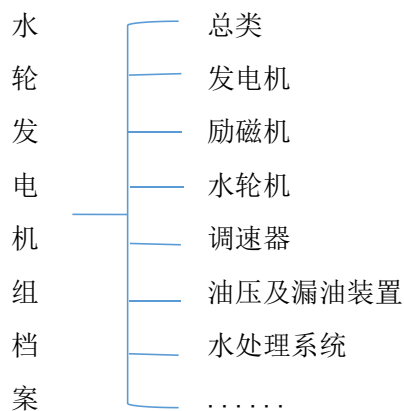 水轮发电机组档案
总类
发电机
励磁机
水轮机
调速器
油压及漏油装置
水处理系统
......